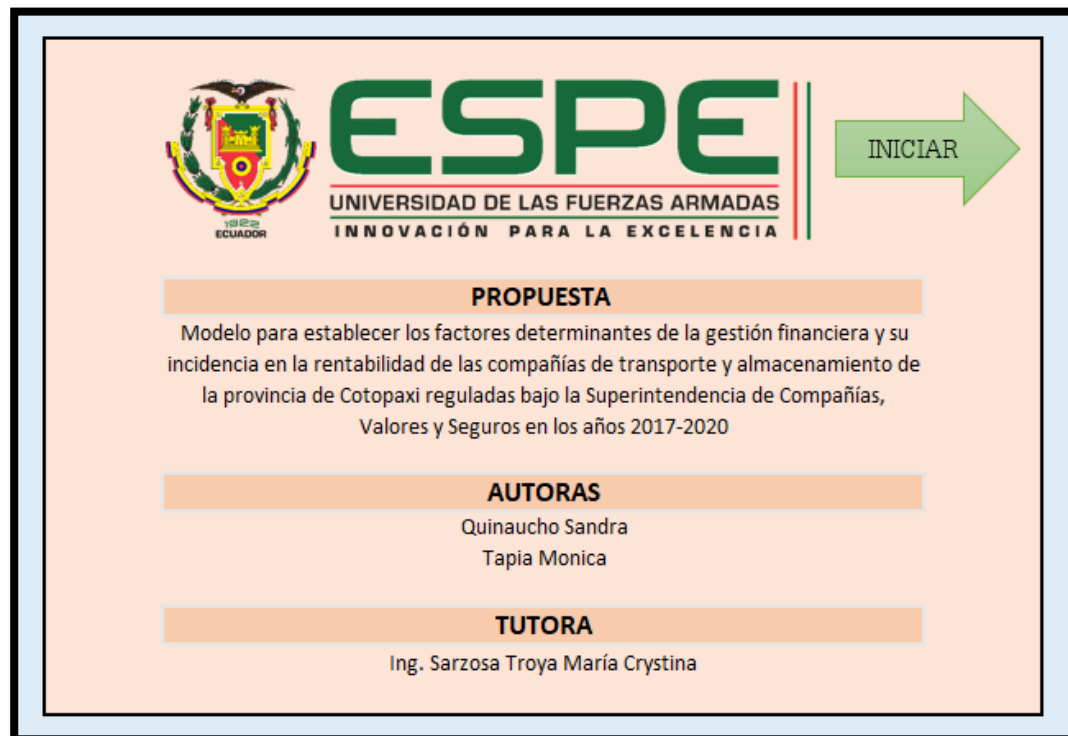 ESPE
UNIVERSIDAD DE LAS FUERZAS ARMADAS
INNOVACIÓN PARA LA EXCELENCIA
1922
ECUADOR
INICIAR
PROPUESTA
Modelo para establecer los factores determinantes de la gestión financiera y su
incidencia en la rentabilidad de las compañías de transporte y almacenamiento de
la provincia de Cotopaxi reguladas bajo la Superintendencia de Compañías,
Valores y Seguros en los años 2017-2020
AUTORAS
Quinaucho Sandra
Tapia Monica
TUTORA
Ing. Sarzosa Troya María Crystina